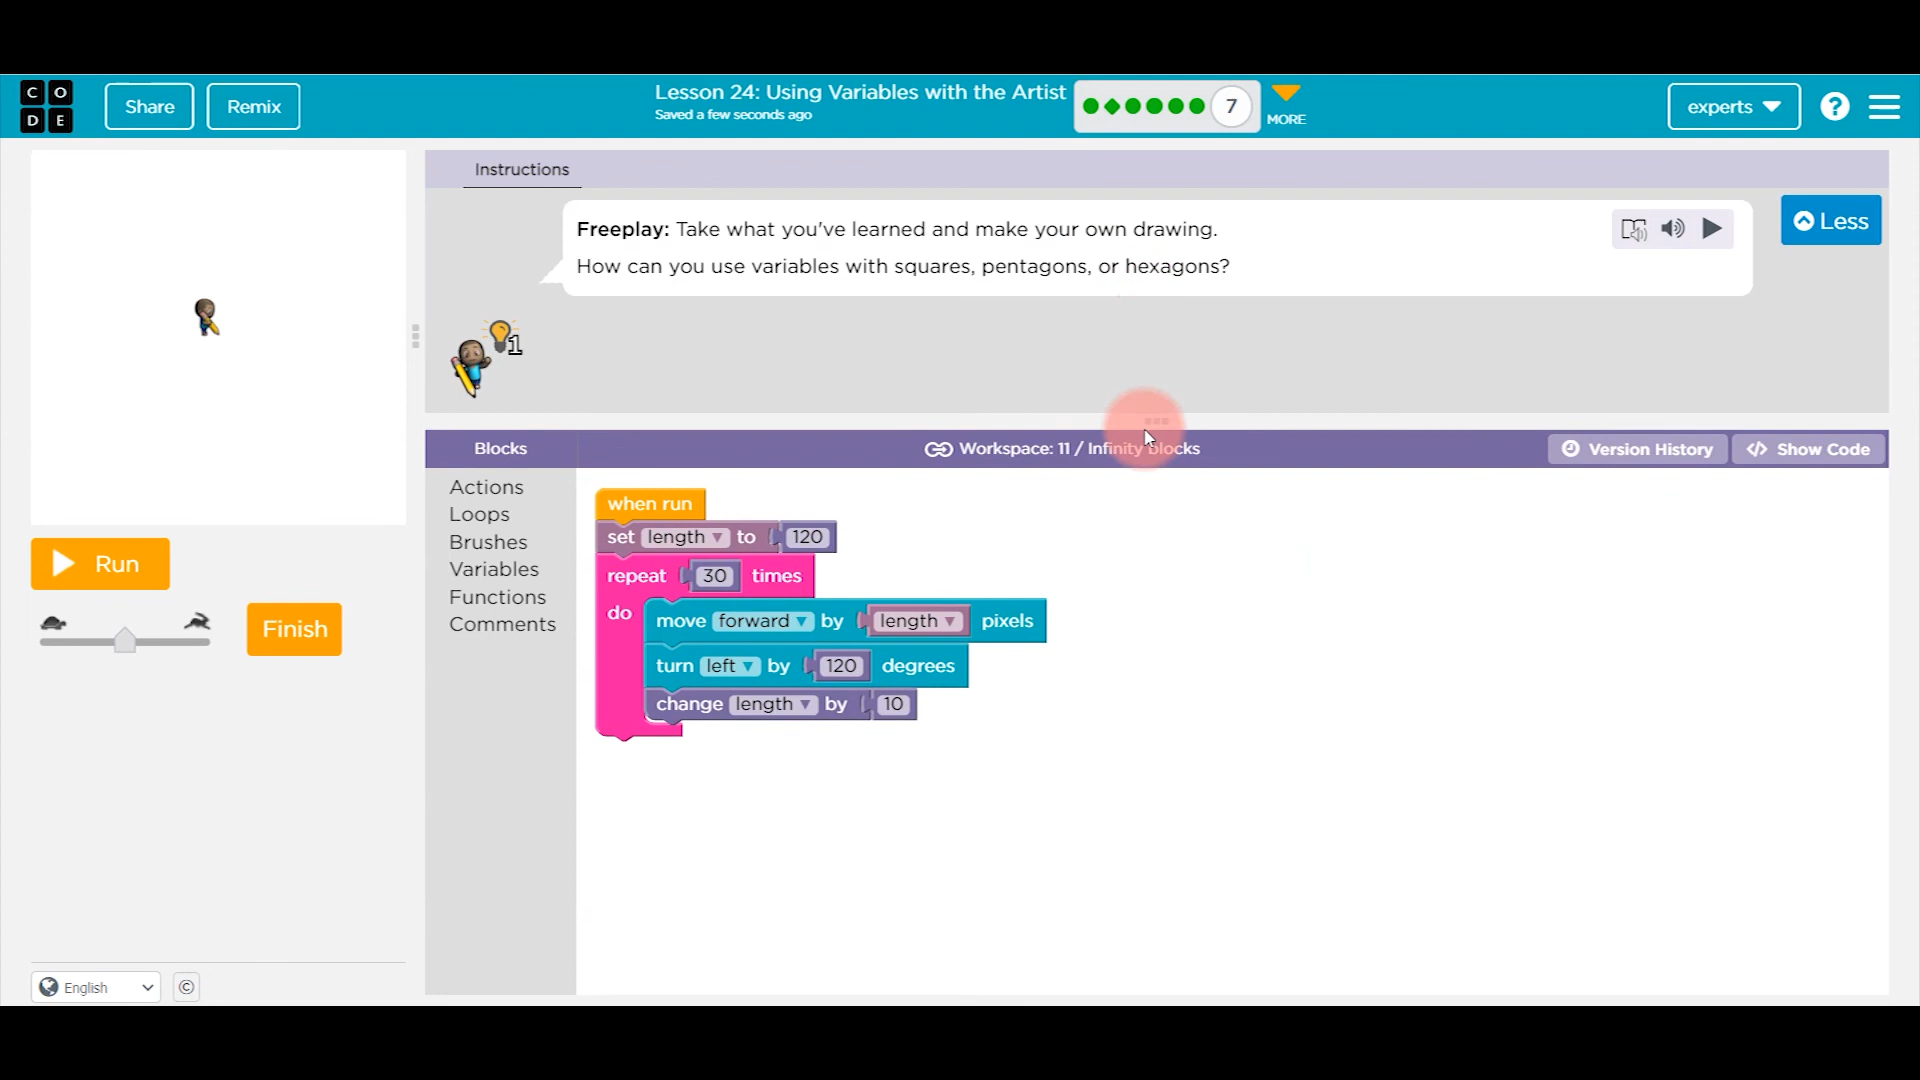 CODE
Share
Remix
Lesson 24: Using Variables with the Artist
Saved a few seconds ago
7
MORE
experts
?
Instructions
Freeplay: Take what you've learned and make your own drawing.
How can you use variables with squares, pentagons, or hexagons?
Less
1
Blocks
Workspace: 11 / Infinity blocks
Version History
Show Code
Actions
Loops
Brushes
Variables
Functions
Comments
when run
set length to 120
repeat 30 times
do
move forward by length pixels
turn left by 120 degrees
change length by 10
Run
Finish
English
©